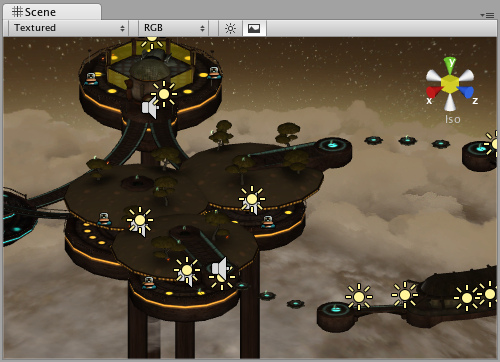 Scene
Textured RGB
y
x z
Iso